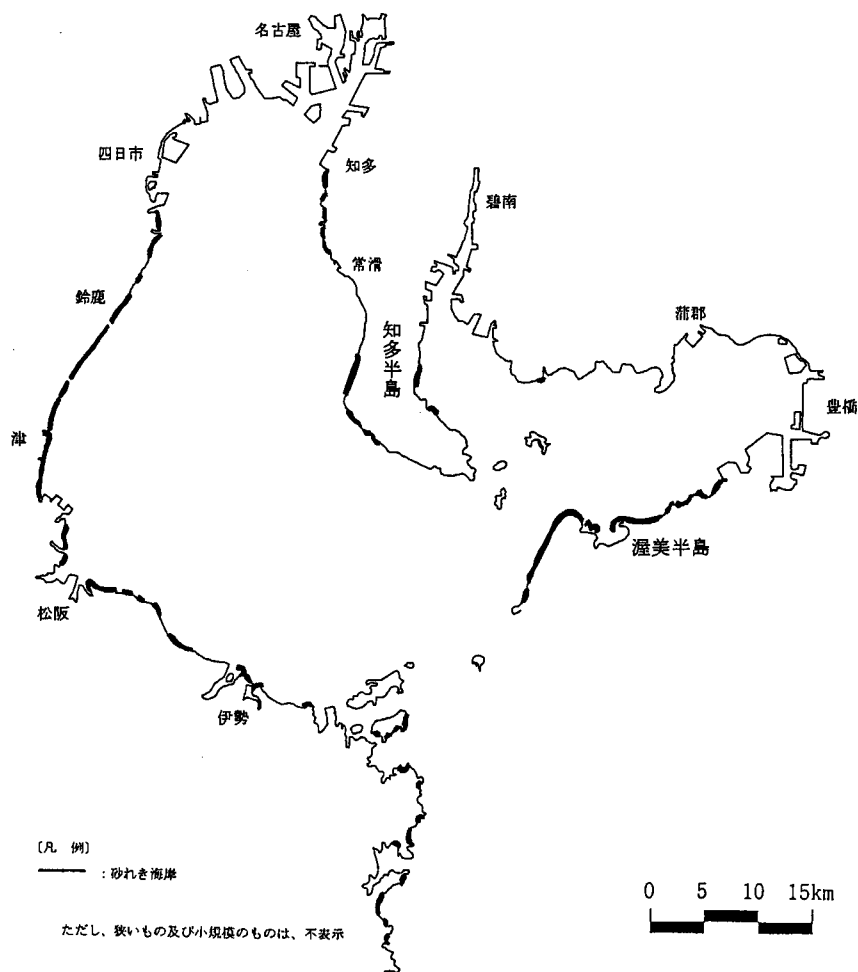 名古屋
四日市
知多
碧南
常滑
鈴鹿
蒲郡
知多半島
豊橋
津
渥美半島
松阪
伊勢
〔凡 例〕
：砂れき海岸
ただし、狭いもの及び小規模のものは、不表示
0 5 10 15km